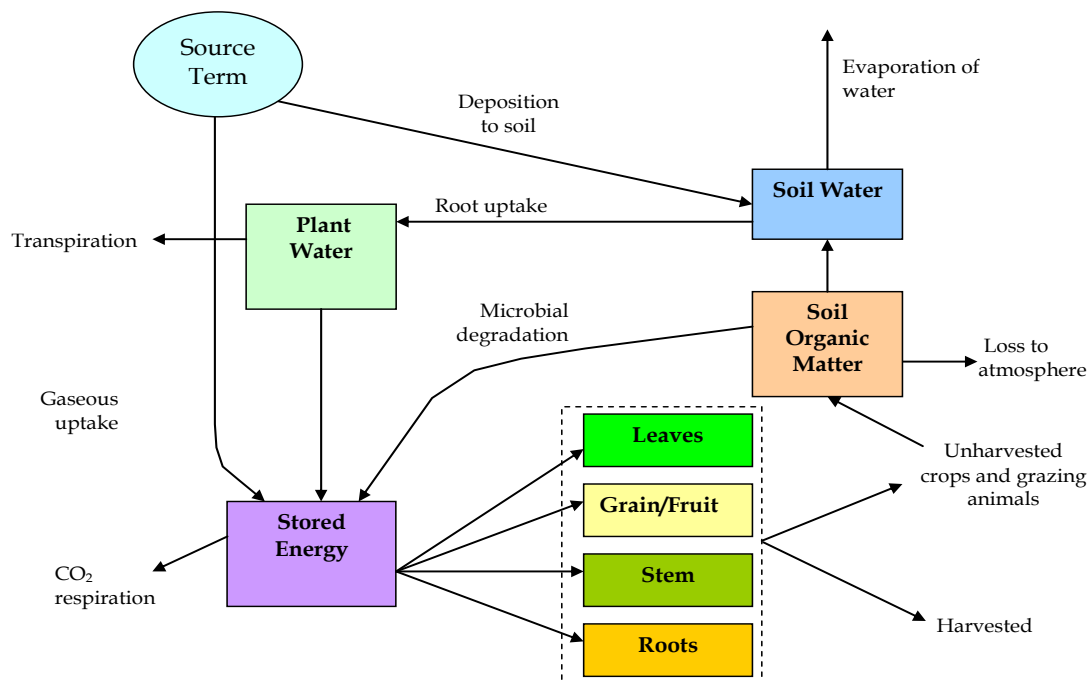 Source
Term
Evaporation of
water
Deposition
to soil
Soil Water
Root uptake
Plant
Water
Transpiration
Microbial
degradation
Soil
Organic
Matter
Loss to
atmosphere
Gaseous
uptake
Leaves
Unharvested
crops and grazing
animals
Grain/Fruit
Stored
Energy
CO₂
respiration
Stem
Harvested
Roots